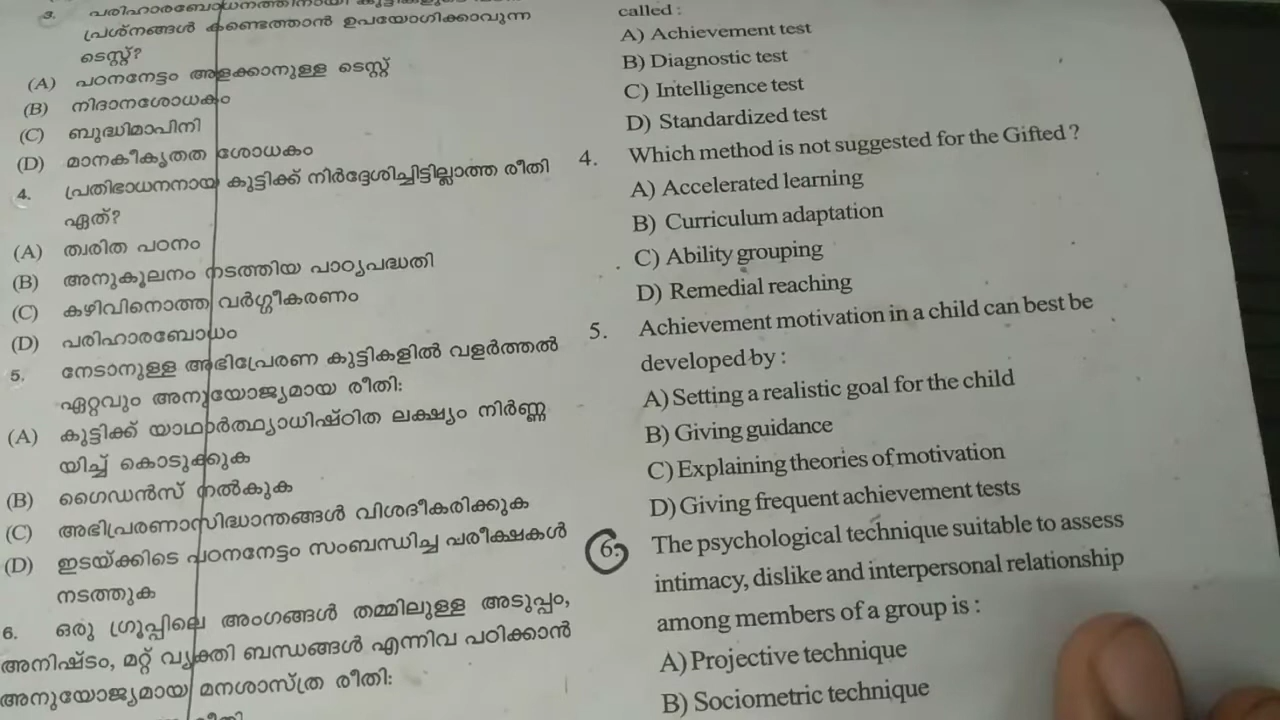 3. പരിഹാരബോധനത്തിനായി
പ്രശ്നങ്ങൾ കണ്ടെത്താൻ ഉപയോഗിക്കാവുന്ന
ടെസ്റ്റ്?
(A) പഠനനേട്ടം അളക്കാനുള്ള ടെസ്റ്റ്
(B) നിദാനശോധകം
(C) ബുദ്ധിമാപിനി
(D) മാനകീകൃതത ശോധകം
4. പ്രതിഭാധനനായ കുട്ടിക്ക് നിർദ്ദേശിച്ചിട്ടില്ലാത്ത രീതി
ഏത്?
(A) ത്വരിത പഠനം
(B) അനുകൂലനം നടത്തിയ പാഠ്യപദ്ധതി
(C) കഴിവിനൊത്ത വർഗ്ഗീകരണം
(D) പരിഹാരബോധം
5. നേടാനുള്ള അഭിപ്രേരണ കുട്ടികളിൽ വളർത്തൽ
ഏറ്റവും അനുയോജ്യമായ രീതി:
(A) കുട്ടിക്ക് യാഥാർത്ഥ്യാധിഷ്ഠിത ലക്ഷ്യം നിർണ്ണ
യിച്ച് കൊടുക്കുക
(B) ഗൈഡൻസ് നൽകുക
(C) അഭിപ്രരണാസിദ്ധാന്തങ്ങൾ വിശദീകരിക്കുക
(D) ഇടയ്ക്കിടെ പഠനനേട്ടം സംബന്ധിച്ച പരീക്ഷകൾ
നടത്തുക
6. ഒരു ഗ്രൂപ്പിലെ അംഗങ്ങൾ തമ്മിലുള്ള അടുപ്പം,
അനിഷ്ടം, മറ്റ് വ്യക്തി ബന്ധങ്ങൾ എന്നിവ പഠിക്കാൻ
അനുയോജ്യമായ മനശാസ്ത്ര രീതി:
called :
A) Achievement test
B) Diagnostic test
C) Intelligence test
D) Standardized test
4. Which method is not suggested for the Gifted ?
A) Accelerated learning
B) Curriculum adaptation
C) Ability grouping
D) Remedial reaching
5. Achievement motivation in a child can best be
developed by :
A) Setting a realistic goal for the child
B) Giving guidance
C) Explaining theories of motivation
D) Giving frequent achievement tests
6. The psychological technique suitable to assess
intimacy, dislike and interpersonal relationship
among members of a group is :
A) Projective technique
B) Sociometric technique